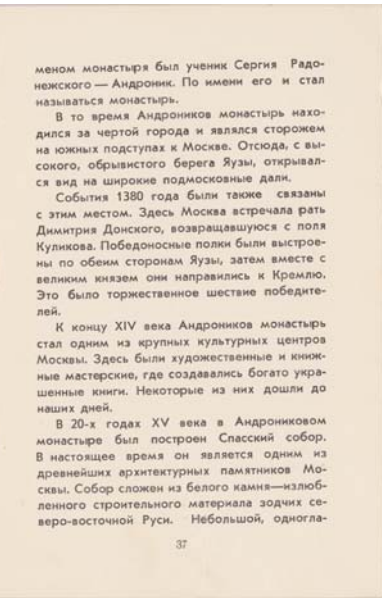 меном монастыря был ученик Сергия Радо-
нежского — Андроник. По имени его и стал
называться монастырь.
В то время Андроников монастырь нахо-
дился за чертой города и являлся сторожем
на южных подступах к Москве. Отсюда, с вы-
сокого, обрывистого берега Яузы, открывал-
ся вид на широкие подмосковные дали.
События 1380 года были также связаны
с этим местом. Здесь Москва встречала рать
Димитрия Донского, возвращавшуюся с поля
Куликова. Победоносные полки были выстрое-
ны по обеим сторонам Яузы, затем вместе с
великим князем они направились к Кремлю.
Это было торжественное шествие победите-
лей.
К концу XIV века Андроников монастырь
стал одним из крупных культурных центров
Москвы. Здесь были художественные и книж-
ные мастерские, где создавались богато укра-
шенные книги. Некоторые из них дошли до
наших дней.
В 20-х годах XV века в Андрониковом
монастыре был построен Спасский собор.
В настоящее время он является одним из
древнейших архитектурных памятников Мо-
сквы. Собор сложен из белого камня—излюб-
ленного строительного материала зодчих се-
веро-восточной Руси. Небольшой, одногла-
37